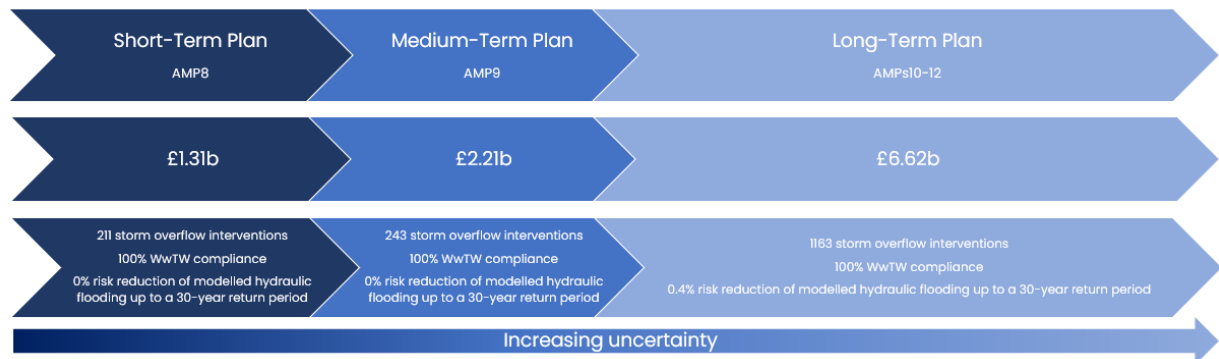 Short-Term Plan
AMP8
Medium-Term Plan
AMP9
Long-Term Plan
AMPs10-12
£1.31b
£2.21b
£6.62b
211 storm overflow interventions
100% WwTW compliance
0% risk reduction of modelled hydraulic
flooding up to a 30-year return period
243 storm overflow interventions
100% WwTW compliance
0% risk reduction of modelled hydraulic
flooding up to a 30-year return period
1163 storm overflow interventions
100% WwTW compliance
0.4% risk reduction of modelled hydraulic flooding up to a 30-year return period
Increasing uncertainty